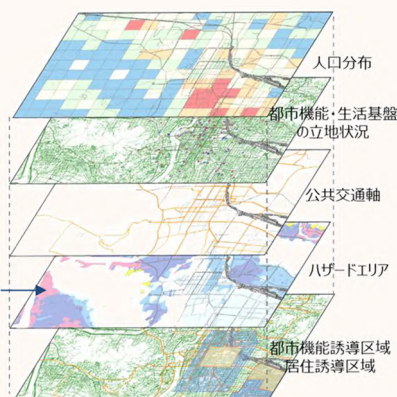 人口分布
都市機能・生活基盤
の立地状況
公共交通軸
ハザードエリア
都市機能誘導区域
居住誘導区域